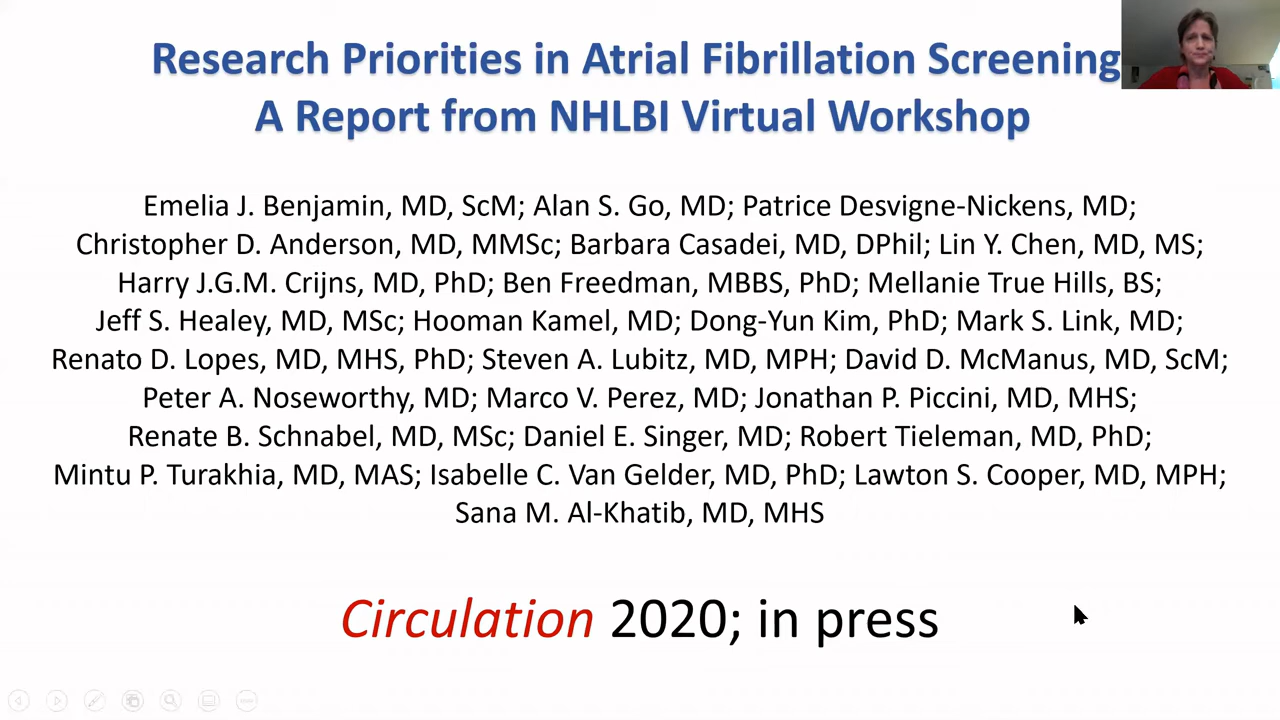 Research Priorities in Atrial Fibrillation Screening
A Report from NHLBI Virtual Workshop
Emelia J. Benjamin, MD, ScM; Alan S. Go, MD; Patrice Desvigne-Nickens, MD;
Christopher D. Anderson, MD, MMSc; Barbara Casadei, MD, DPhil; Lin Y. Chen, MD, MS;
Harry J.G.M. Crijns, MD, PhD; Ben Freedman, MBBS, PhD; Mellanie True Hills, BS;
Jeff S. Healey, MD, MSc; Hooman Kamel, MD; Dong-Yun Kim, PhD; Mark S. Link, MD;
Renato D. Lopes, MD, MHS, PhD; Steven A. Lubitz, MD, MPH; David D. McManus, MD, ScM;
Peter A. Noseworthy, MD; Marco V. Perez, MD; Jonathan P. Piccini, MD, MHS;
Renate B. Schnabel, MD, MSc; Daniel E. Singer, MD; Robert Tieleman, MD, PhD;
Mintu P. Turakhia, MD, MAS; Isabelle C. Van Gelder, MD, PhD; Lawton S. Cooper, MD, MPH;
Sana M. Al-Khatib, MD, MHS
Circulation 2020; in press